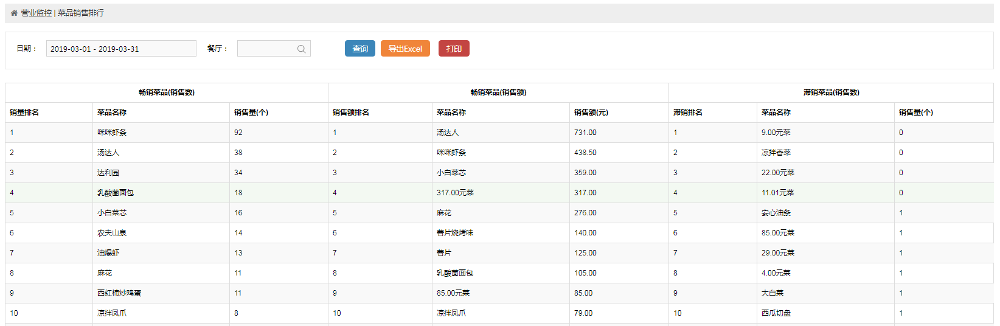 营业监控 | 菜品销售排行
日期： 2019-03-01 - 2019-03-31 餐厅： 查询 导出Excel 打印
畅销菜品(销售数) 畅销菜品(销售额) 滞销菜品(销售数)
销量排名 菜品名称 销售量(个) 销售额排名 菜品名称 销售额(元) 滞销排名 菜品名称 销售量(个)
1 咪咪虾条 92 1 汤达人 731.00 1 9.00元菜 0
2 汤达人 38 2 咪咪虾条 438.50 2 凉拌香菜 0
3 达利园 34 3 小白菜芯 359.00 3 22.00元菜 0
4 乳酸菌面包 18 4 317.00元菜 317.00 4 11.01元菜 0
5 小白菜芯 16 5 麻花 276.00 5 安心油条 1
6 农夫山泉 14 6 薯片烧烤味 140.00 6 85.00元菜 1
7 油爆虾 13 7 薯片 125.00 7 29.00元菜 1
8 麻花 11 8 乳酸菌面包 105.00 8 4.00元菜 1
9 西红柿炒鸡蛋 11 9 85.00元菜 85.00 9 大白菜 1
10 凉拌凤爪 8 10 凉拌凤爪 79.00 10 西瓜切盘 1